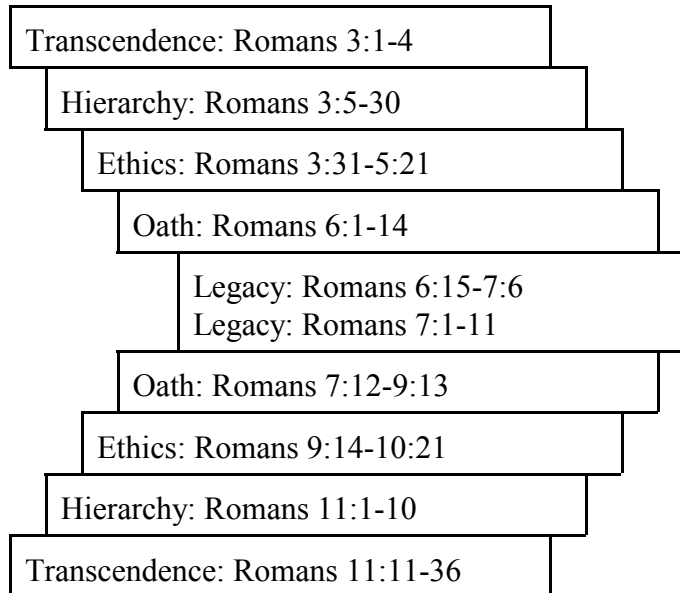 Transcendence: Romans 3:1-4
Hierarchy: Romans 3:5-30
Ethics: Romans 3:31-5:21
Oath: Romans 6:1-14
Legacy: Romans 6:15-7:6
Legacy: Romans 7:1-11
Oath: Romans 7:12-9:13
Ethics: Romans 9:14-10:21
Hierarchy: Romans 11:1-10
Transcendence: Romans 11:11-36